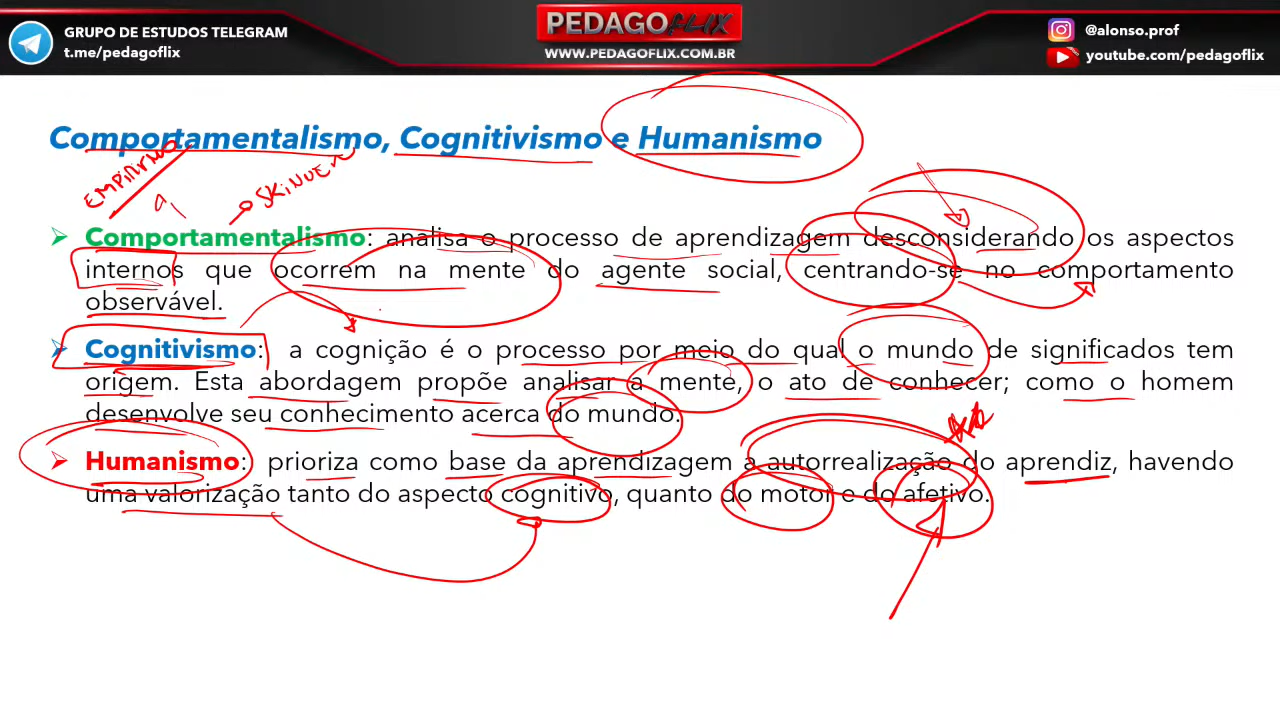 GRUPO DE ESTUDOS TELEGRAM
t.me/pedagoflix
PEDAGOFLIX
WWW.PEDAGOFLIX.COM.BR
@alonso.prof
youtube.com/pedagoflix
Comportamentalismo, Cognitivismo e Humanismo
SKINNER
Comportamentalismo: analisa o processo de aprendizagem desconsiderando os aspectos
internos que ocorrem na mente do agente social, centrando-se no comportamento
observável.
Cognitivismo: a cognição é o processo por meio do qual o mundo de significados tem
origem. Esta abordagem propõe analisar a mente, o ato de conhecer; como o homem
desenvolve seu conhecimento acerca do mundo.
Humanismo: prioriza como base da aprendizagem a autorrealização do aprendiz, havendo
uma valorização tanto do aspecto cognitivo, quanto do motor e do afetivo.